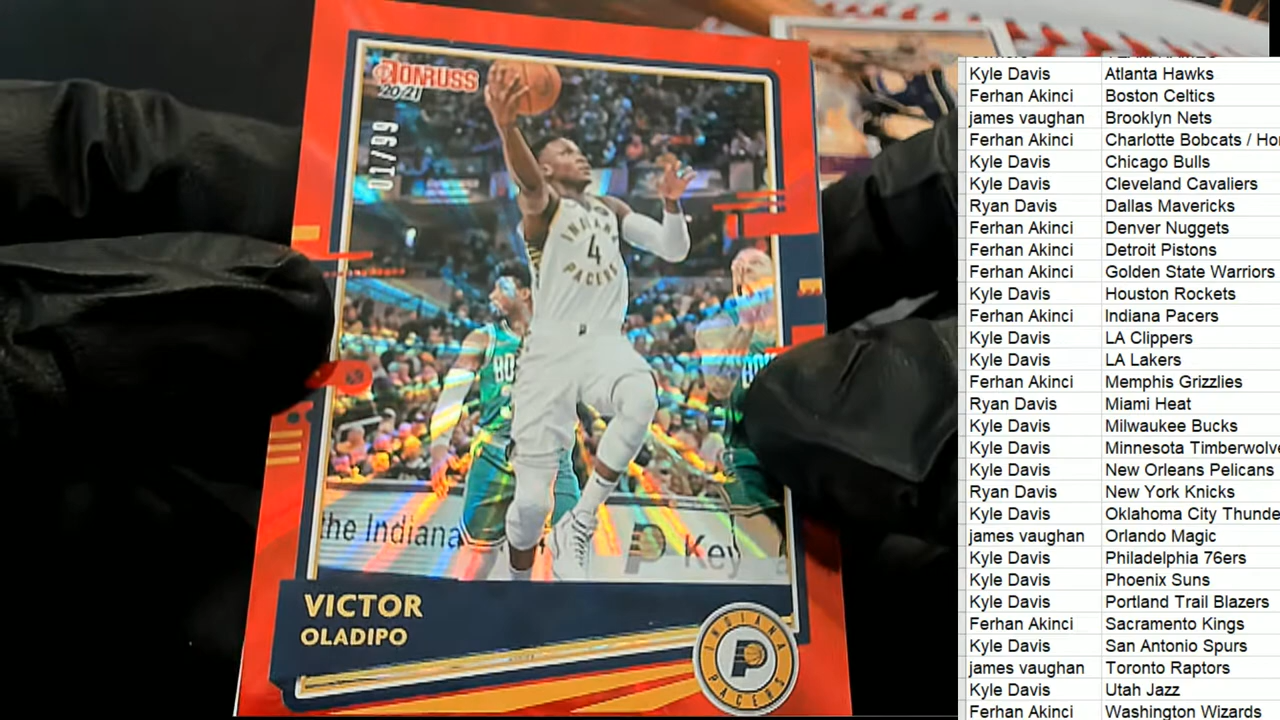 DONRUSS
20-21
01/99
INDIANA
4
PACERS
BO
BO
the Indiana
Key
VICTOR
OLADIPO
INDIANA
PACERS
Kyle Davis Atlanta Hawks
Ferhan Akinci Boston Celtics
james vaughan Brooklyn Nets
Ferhan Akinci Charlotte Bobcats / Ho
Kyle Davis Chicago Bulls
Kyle Davis Cleveland Cavaliers
Ryan Davis Dallas Mavericks
Ferhan Akinci Denver Nuggets
Ferhan Akinci Detroit Pistons
Ferhan Akinci Golden State Warriors
Kyle Davis Houston Rockets
Ferhan Akinci Indiana Pacers
Kyle Davis LA Clippers
Kyle Davis LA Lakers
Ferhan Akinci Memphis Grizzlies
Ryan Davis Miami Heat
Kyle Davis Milwaukee Bucks
Kyle Davis Minnesota Timberwolve
Kyle Davis New Orleans Pelicans
Ryan Davis New York Knicks
Kyle Davis Oklahoma City Thunde
james vaughan Orlando Magic
Kyle Davis Philadelphia 76ers
Kyle Davis Phoenix Suns
Kyle Davis Portland Trail Blazers
Ferhan Akinci Sacramento Kings
Kyle Davis San Antonio Spurs
james vaughan Toronto Raptors
Kyle Davis Utah Jazz
Ferhan Akinci Washington Wizards